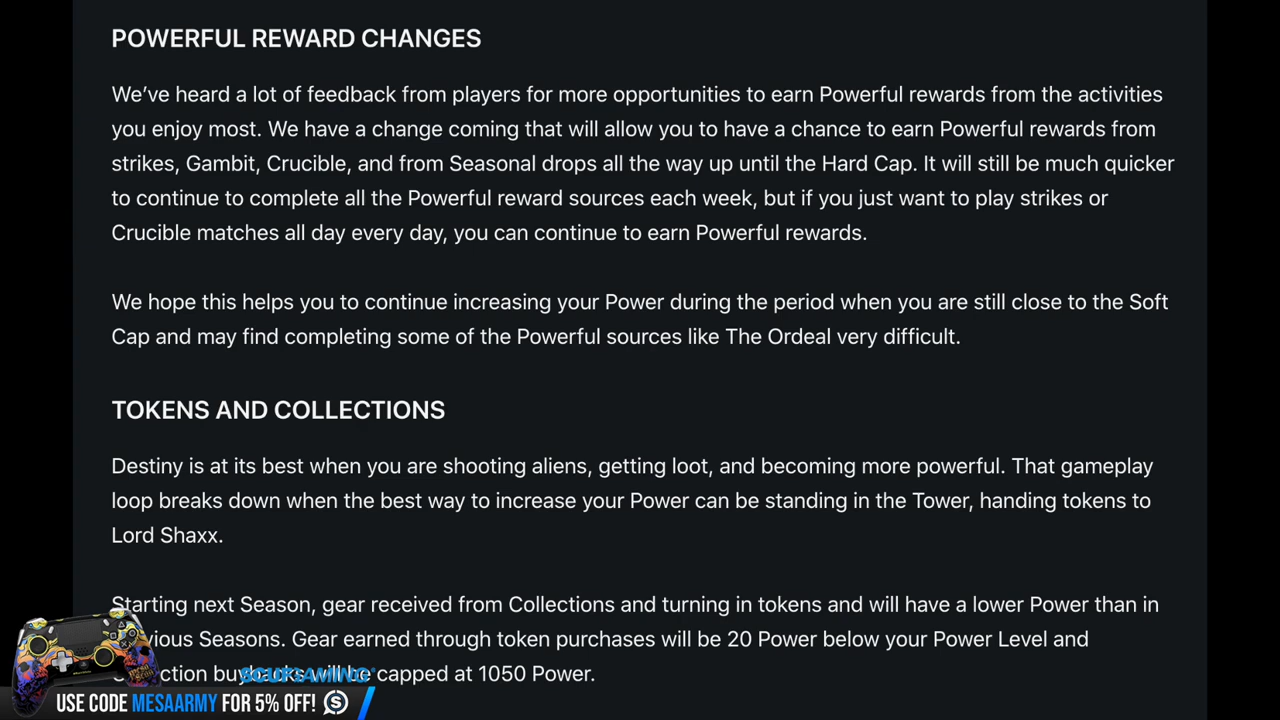 POWERFUL REWARD CHANGES
We've heard a lot of feedback from players for more opportunities to earn Powerful rewards from the activities
you enjoy most. We have a change coming that will allow you to have a chance to earn Powerful rewards from
strikes, Gambit, Crucible, and from Seasonal drops all the way up until the Hard Cap. It will still be much quicker
to continue to complete all the Powerful reward sources each week, but if you just want to play strikes or
Crucible matches all day every day, you can continue to earn Powerful rewards.
We hope this helps you to continue increasing your Power during the period when you are still close to the Soft
Cap and may find completing some of the Powerful sources like The Ordeal very difficult.
TOKENS AND COLLECTIONS
Destiny is at its best when you are shooting aliens, getting loot, and becoming more powerful. That gameplay
loop breaks down when the best way to increase your Power can be standing in the Tower, handing tokens to
Lord Shaxx.
Starting next Season, gear received from Collections and turning in tokens and will have a lower Power than in
vious Seasons. Gear earned through token purchases will be 20 Power below your Power Level and
will be capped at 1050 Power.
SCUFGAMING
USE CODE MESAARMY FOR 5% OFF!